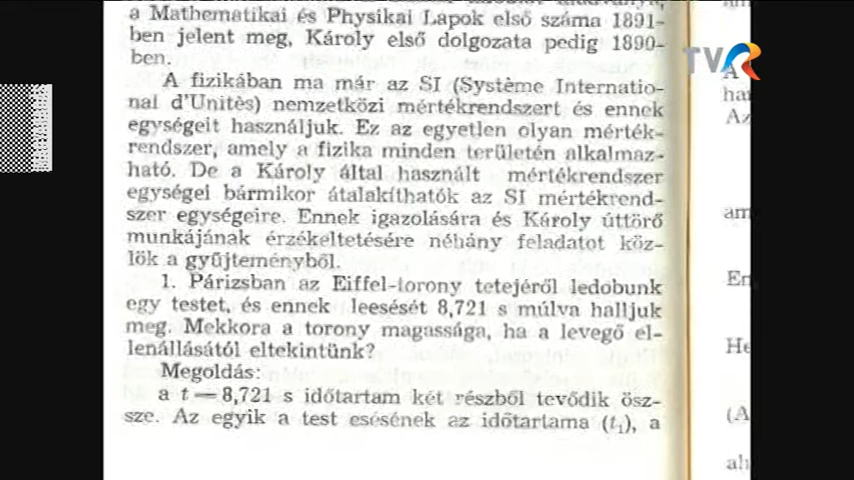 a Mathematikai és Physikai Lapok első száma 1891-
ben jelent meg, Károly első dolgozata pedig 1890-
ben.
A fizikában ma már az SI (Système Internatio-
nal d'Unitès) nemzetközi mértékrendszert és ennek
egységeit használjuk. Ez az egyetlen olyan mérték-
rendszer, amely a fizika minden területén alkalmaz-
ható. De a Károly által használt mértékrendszer
egységei bármikor átalakíthatók az SI mértékrend-
szer egységeire. Ennek igazolására és Károly úttörő
munkájának érzékeltetésére néhány feladatot köz-
lök a gyűjteményből.
1. Párizsban az Eiffel-torony tetejéről ledobunk
egy testet, és ennek leesését 8,721 s múlva halljuk
meg. Mekkora a torony magassága, ha a levegő el-
lenállásától eltekintünk?
Megoldás:
a t = 8,721 s időtartam két részből tevődik ösz-
sze. Az egyik a test esésének az időtartama (t₁), a
TVR
A
Az
am
En
He
(A